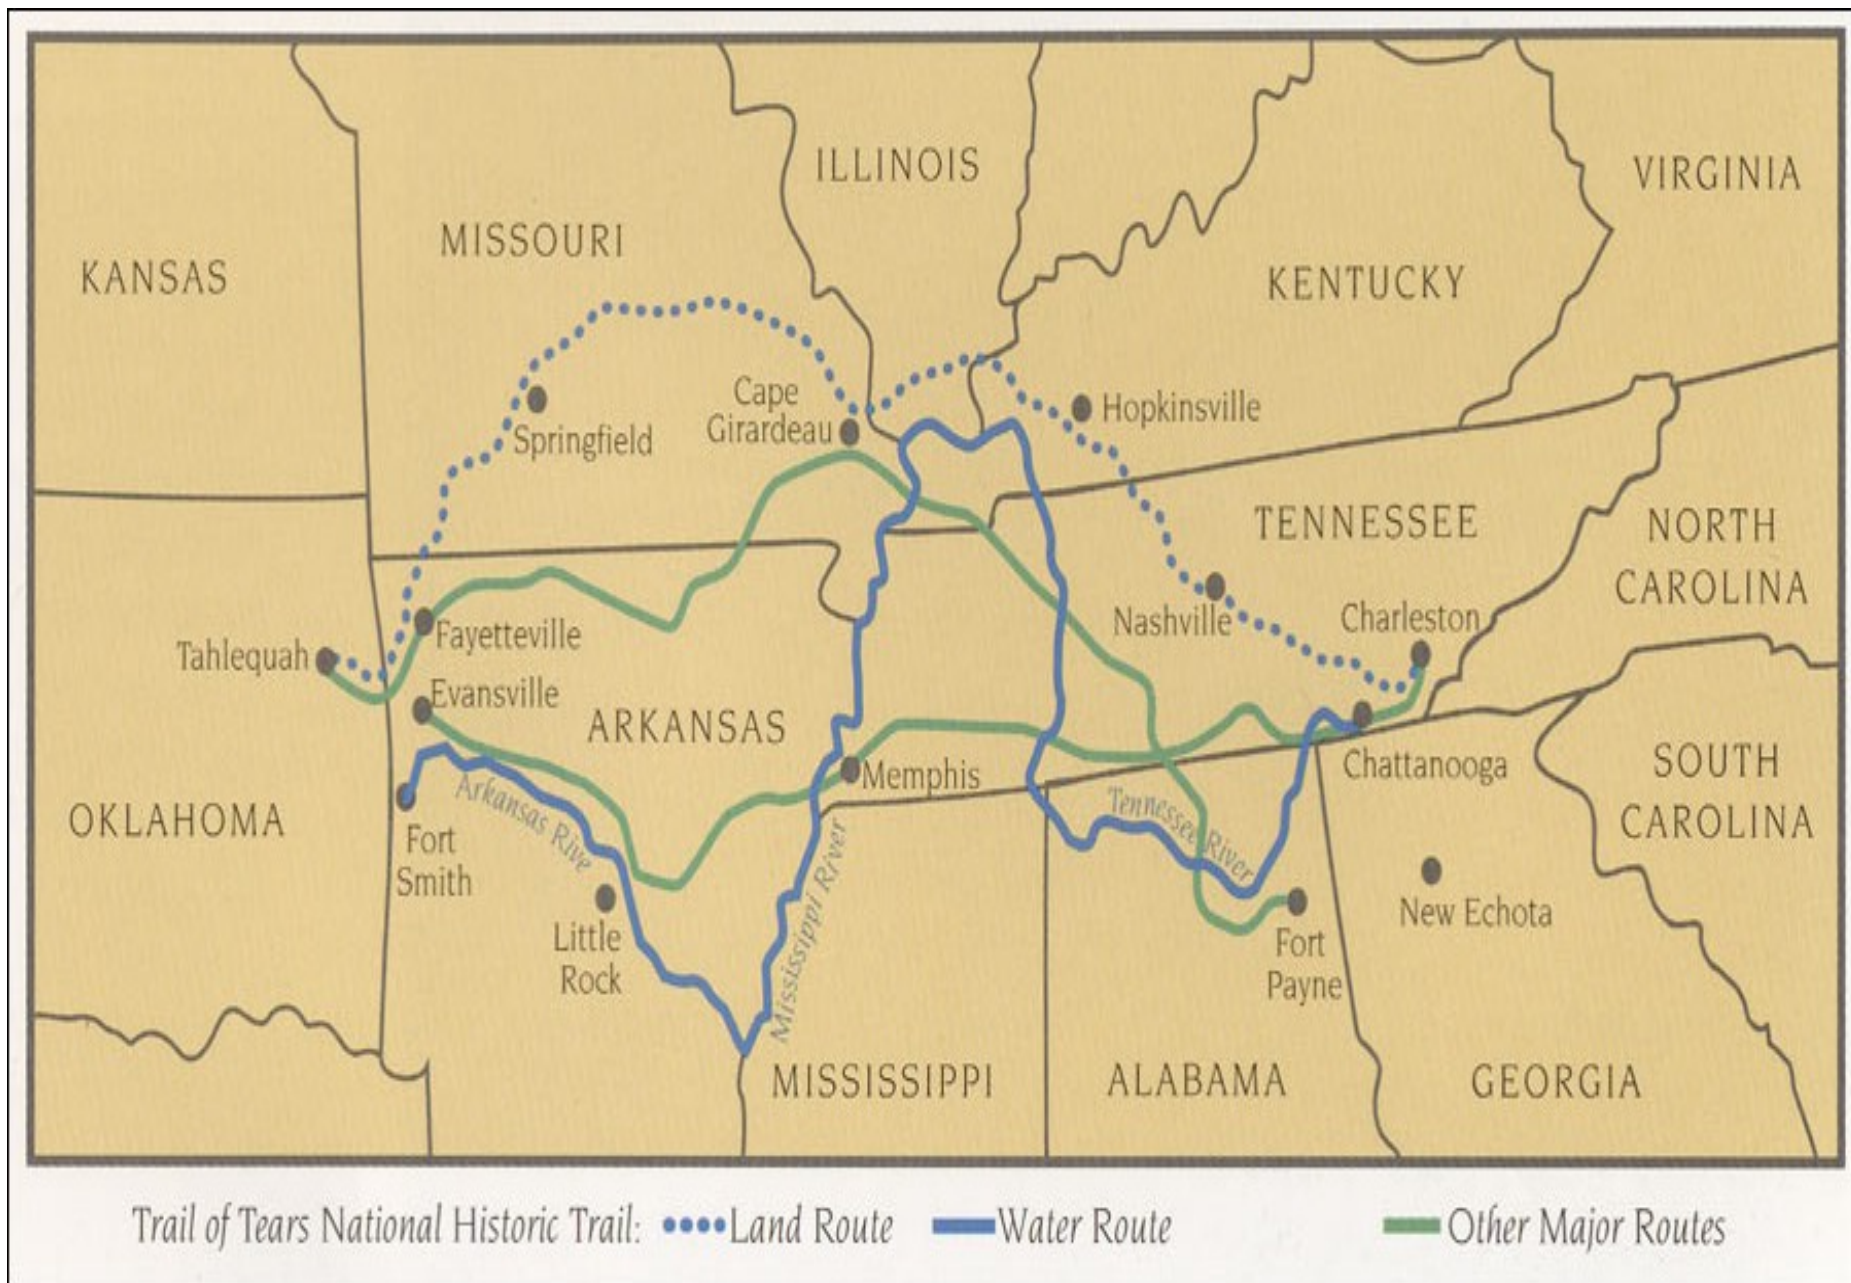 ILLINOIS
VIRGINIA
MISSOURI
KANSAS
KENTUCKY
Cape
Girardeau
Hopkinsville
Springfield
TENNESSEE
NORTH
CAROLINA
Nashville
Charleston
Tahlequah
Fayetteville
Evansville
ARKANSAS
Memphis
Chattanooga
SOUTH
CAROLINA
OKLAHOMA
Arkansas Rive
Tennessee River
Fort
Smith
Mississippi River
Little
Rock
New Echota
Fort
Payne
MISSISSIPPI
ALABAMA
GEORGIA
Trail of Tears National Historic Trail: Land Route Water Route Other Major Routes